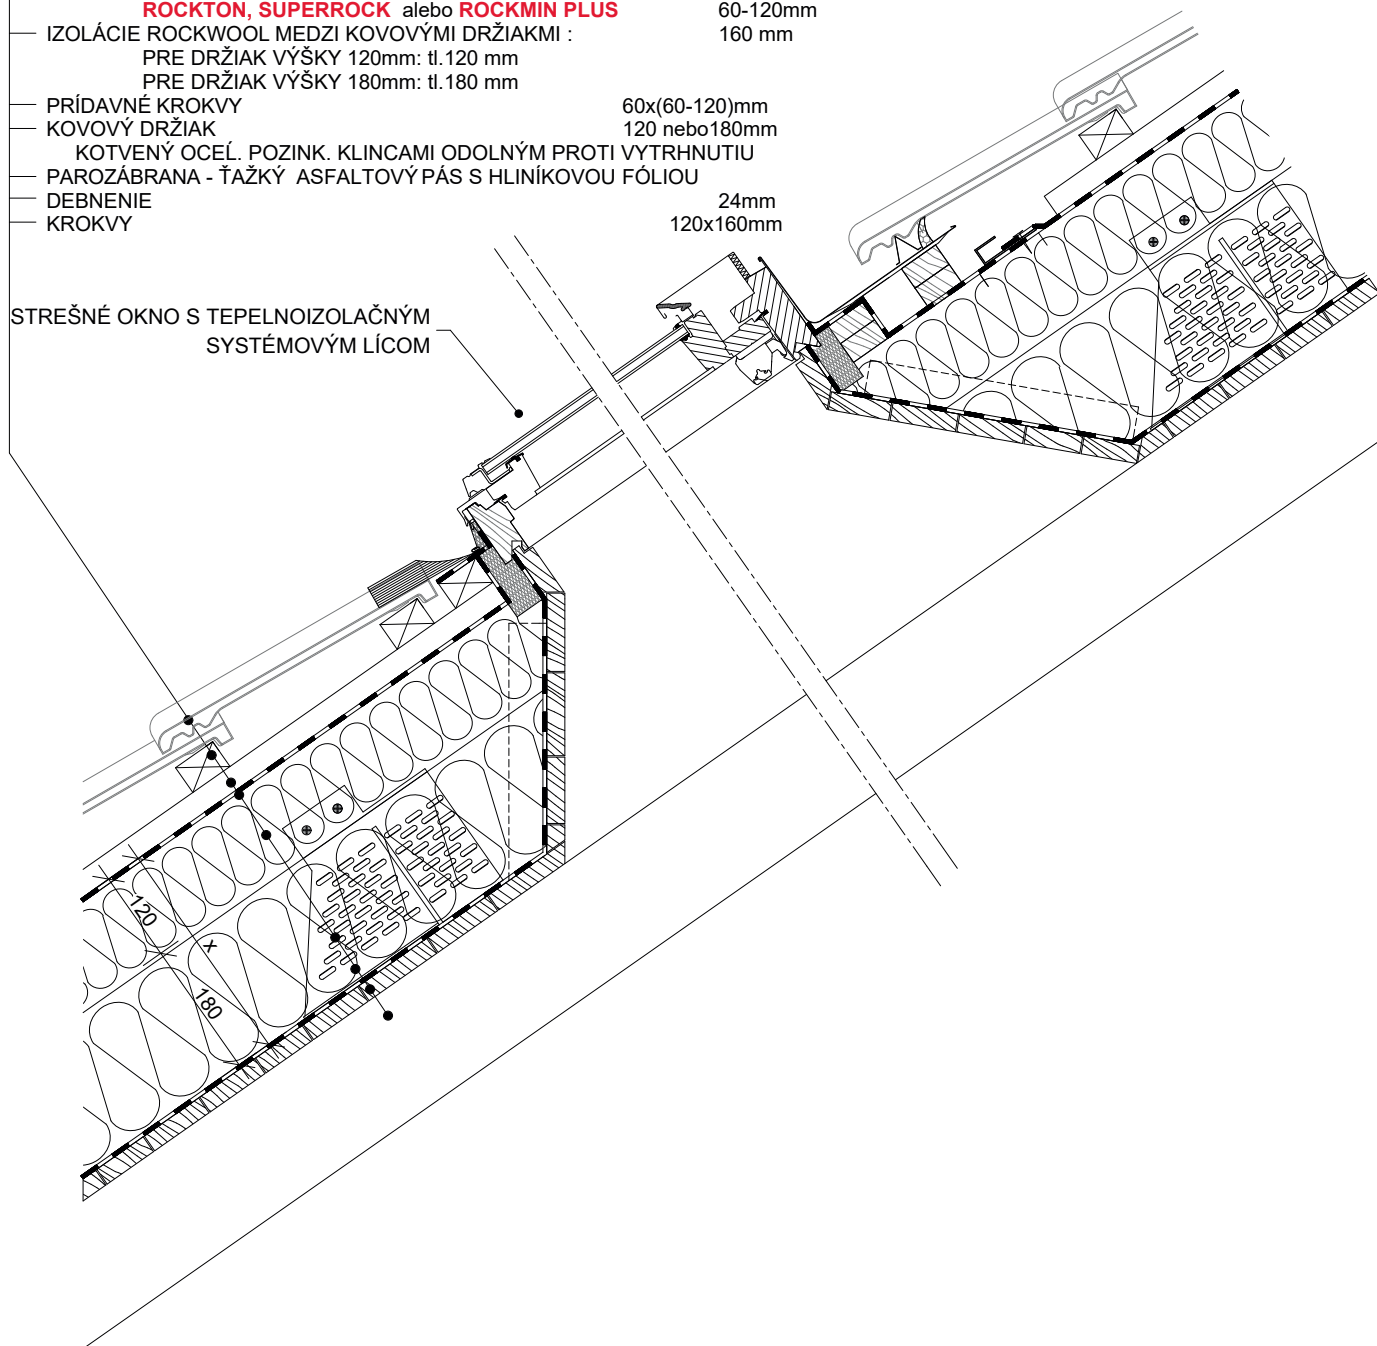 ROCKTON, SUPERROCK alebo ROCKMIN PLUS 60-120mm
IZOLÁCIE ROCKWOOL MEDZI KOVOVÝMI DRŽIAKMI : 160 mm
PRE DRŽIAK VÝŠKY 120mm: tl.120 mm
PRE DRŽIAK VÝŠKY 180mm: tl.180 mm
PRÍDAVNÉ KROKVY 60x(60-120)mm
KOVOVÝ DRŽIAK 120 nebo180mm
KOTVENÝ OCEĽ. POZINK. KLINCAMI ODOLNÝM PROTI VYTRHNUTIU
PAROZÁBRANA - ŤAŽKÝ ASFALTOVÝ PÁS S HLINÍKOVOU FÓLIOU
DEBNENIE 24mm
KROKVY 120x160mm
STREŠNÉ OKNO S TEPELNOIZOLAČNÝM
SYSTÉMOVÝM LÍCOM
120
x
180